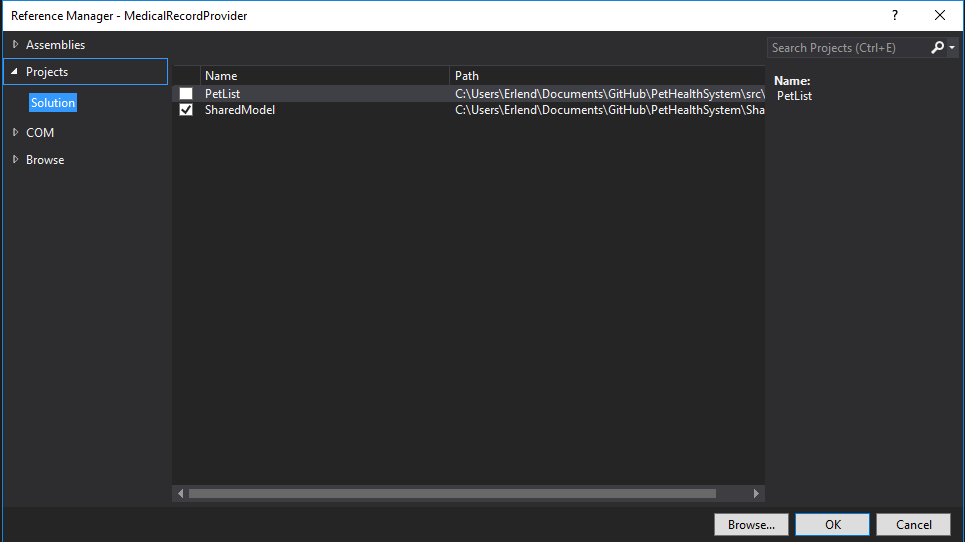 Reference Manager - MedicalRecordProvider ?
Assemblies
Projects
Solution
COM
Browse
Name Path
PetList C:\Users\Erlend\Documents\GitHub\PetHealthSystem\src\
SharedModel C:\Users\Erlend\Documents\GitHub\PetHealthSystem\Sha
Search Projects (Ctrl+E)
Name:
PetList
Browse... OK Cancel